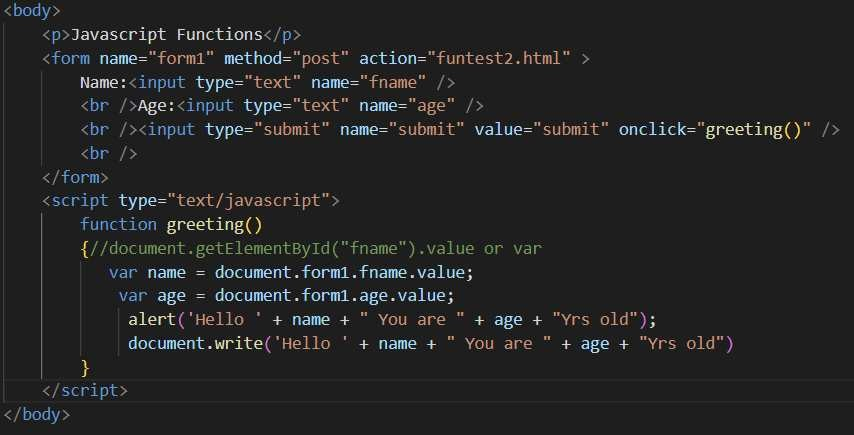 <body>
<p>Javascript Functions</p>
<form name="form1" method="post" action="funtest2.html" >
Name:<input type="text" name="fname" />
<br />Age:<input type="text" name="age" />
<br /><input type="submit" name="submit" value="submit" onclick="greeting()" />
<br />
</form>
<script type="text/javascript">
function greeting()
{//document.getElementById("fname").value or var
var name = document.form1.fname.value;
var age = document.form1.age.value;
alert('Hello ' + name + " You are " + age + "Yrs old");
document.write('Hello ' + name + " You are " + age + "Yrs old")
}
</script>
</body>